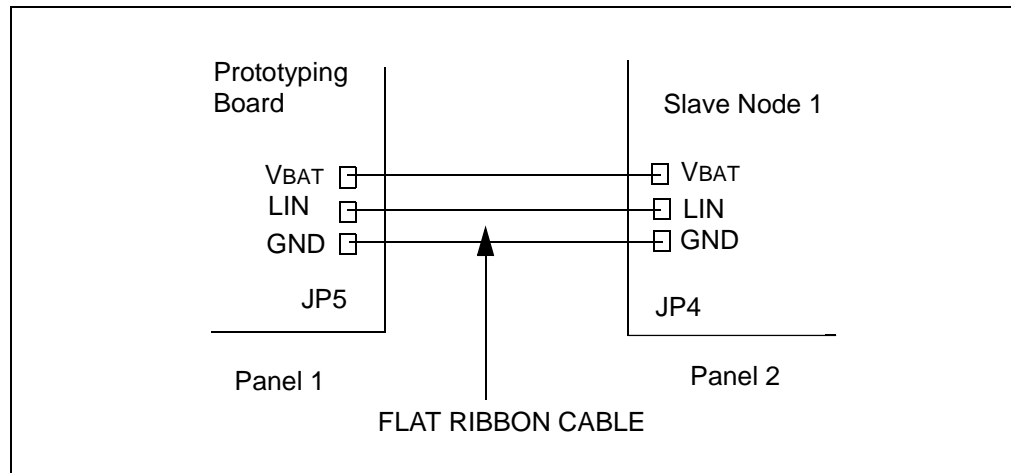 Prototyping
Board
Slave Node 1
VBAT
VBAT
LIN
LIN
GND
GND
JP5
JP4
Panel 1
Panel 2
FLAT RIBBON CABLE